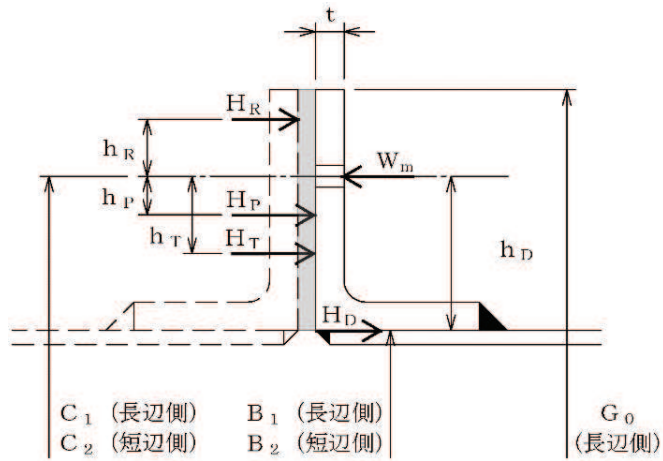 t
H R
h R
W m
h P
H P
h T
H T
h D
H D
C 1 (長辺側)
C 2 (短辺側)
B 1 (長辺側)
B 2 (短辺側)
G 0
(長辺側)